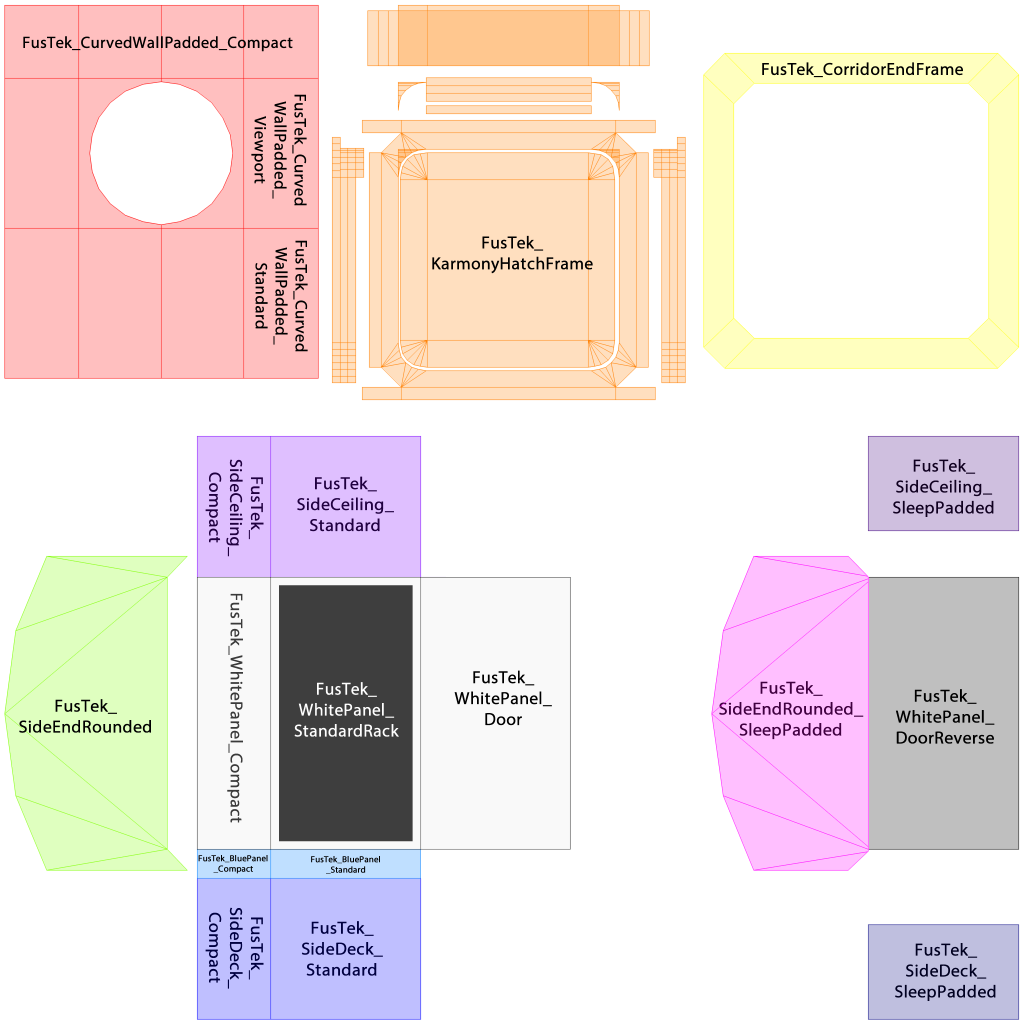 FusTek_CurvedWallPadded_Compact
FusTek_Curved
WallPadded_
Viewport
FusTek_Curved
WallPadded_
Standard
FusTek_
KarmonyHatchFrame
FusTek_CorridorEndFrame
FusTek_
SideCeiling_
Compact
FusTek_
SideCeiling_
Standard
FusTek_
SideCeiling_
SleepPadded
FusTek_
SideEndRounded
FusTek_WhitePanel_Compact
FusTek_
WhitePanel_
StandardRack
FusTek_
WhitePanel_
Door
FusTek_
SideEndRounded_
SleepPadded
FusTek_
WhitePanel_
DoorReverse
FusTek_BluePanel
_Compact
FusTek_BluePanel
_Standard
FusTek_
SideDeck_
Compact
FusTek_
SideDeck_
Standard
FusTek_
SideDeck_
SleepPadded